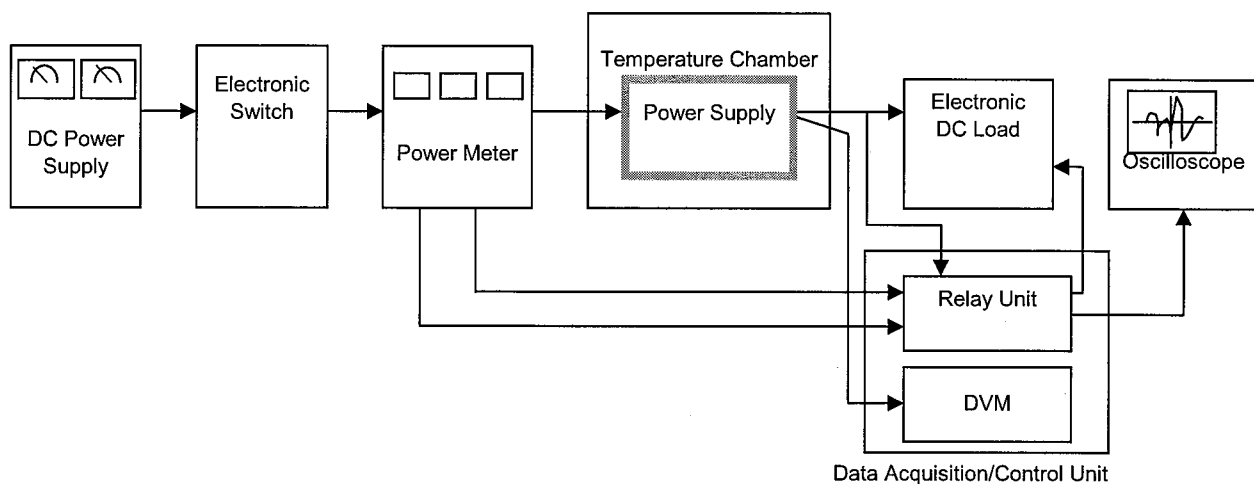 DC Power
Supply
Electronic
Switch
Power Meter
Temperature Chamber
Power Supply
Electronic
DC Load
Oscilloscope
Relay Unit
DVM
Data Acquisition/Control Unit